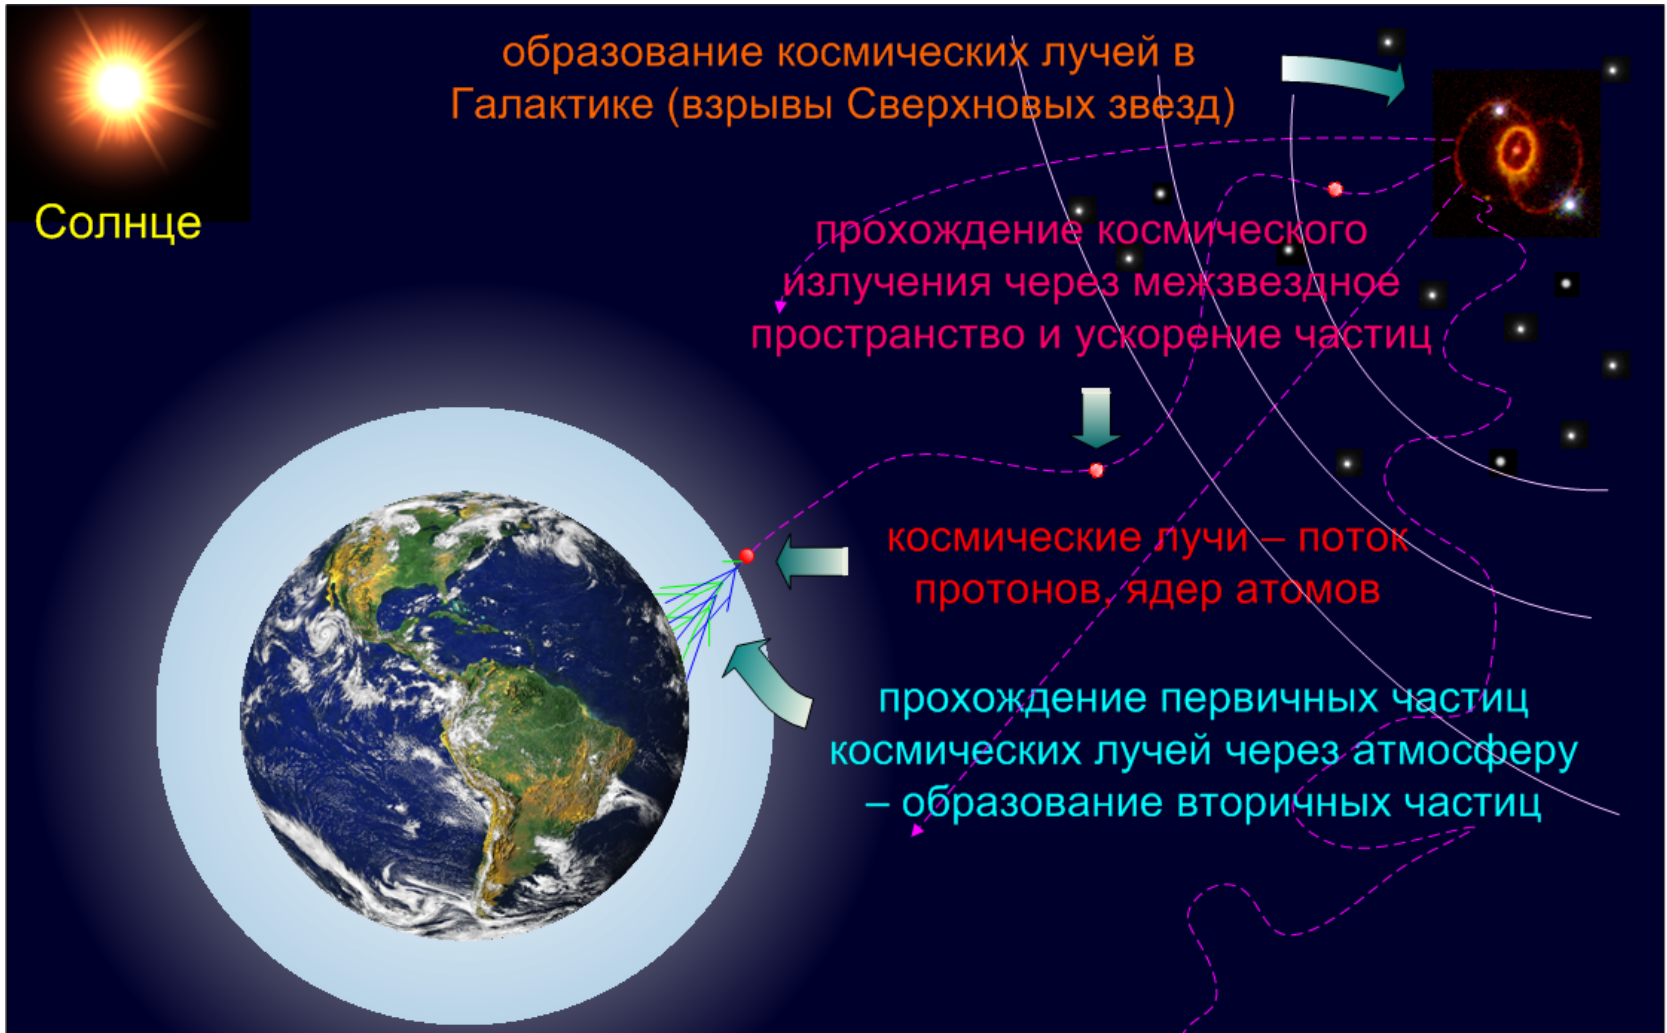 образование космических лучей в
Галактике (взрывы Сверхновых звезд)
Солнце
прохождение космического
излучения через межзвездное
пространство и ускорение частиц
космические лучи – поток
протонов, ядер атомов
прохождение первичных частиц
космических лучей через атмосферу
– образование вторичных частиц